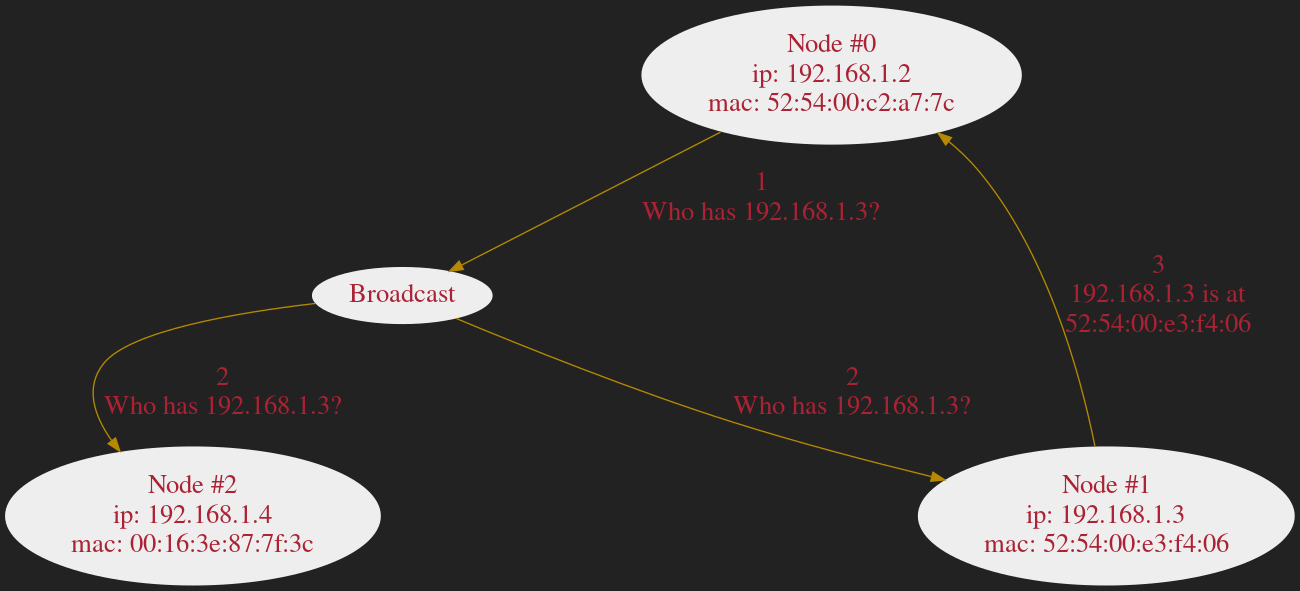 Node #0
ip: 192.168.1.2
mac: 52:54:00:c2:a7:7c
1
Who has 192.168.1.3?
3
192.168.1.3 is at
52:54:00:e3:f4:06
Broadcast
2
Who has 192.168.1.3?
2
Who has 192.168.1.3?
Node #2
ip: 192.168.1.4
mac: 00:16:3e:87:7f:3c
Node #1
ip: 192.168.1.3
mac: 52:54:00:e3:f4:06